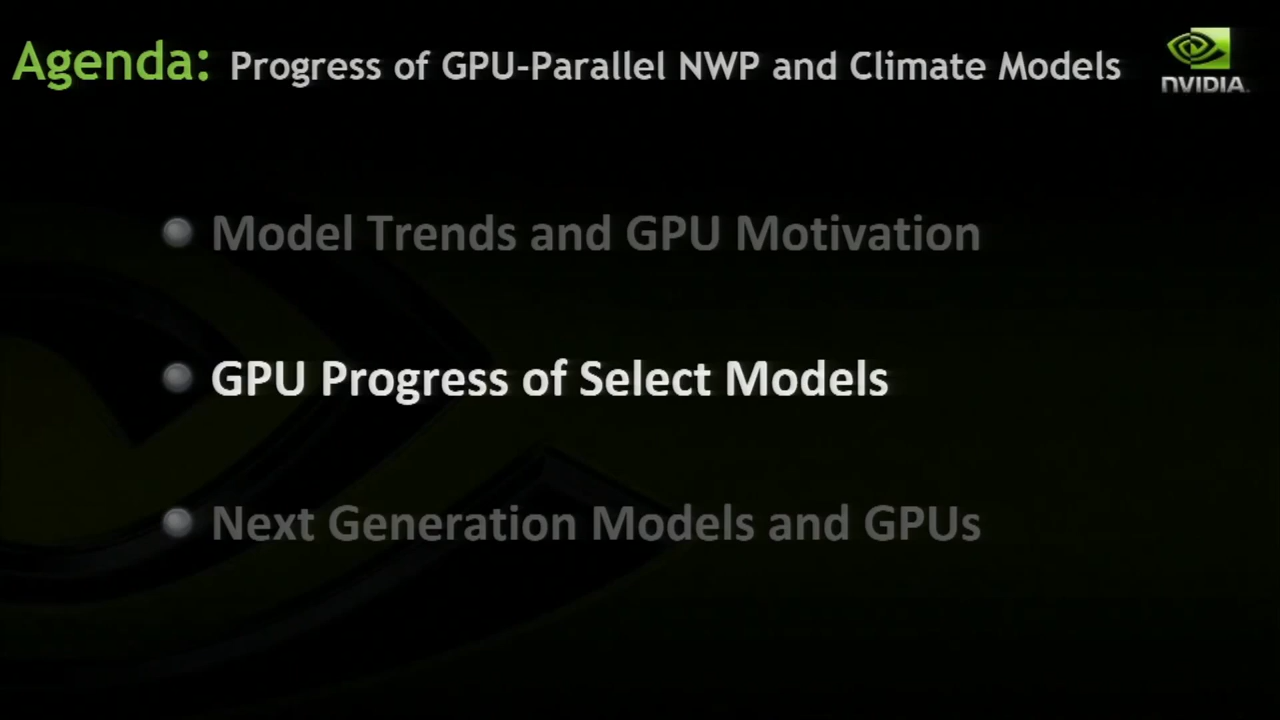 Agenda: Progress of GPU-Parallel NWP and Climate Models
NVIDIA.
Model Trends and GPU Motivation
GPU Progress of Select Models
Next Generation Models and GPUs